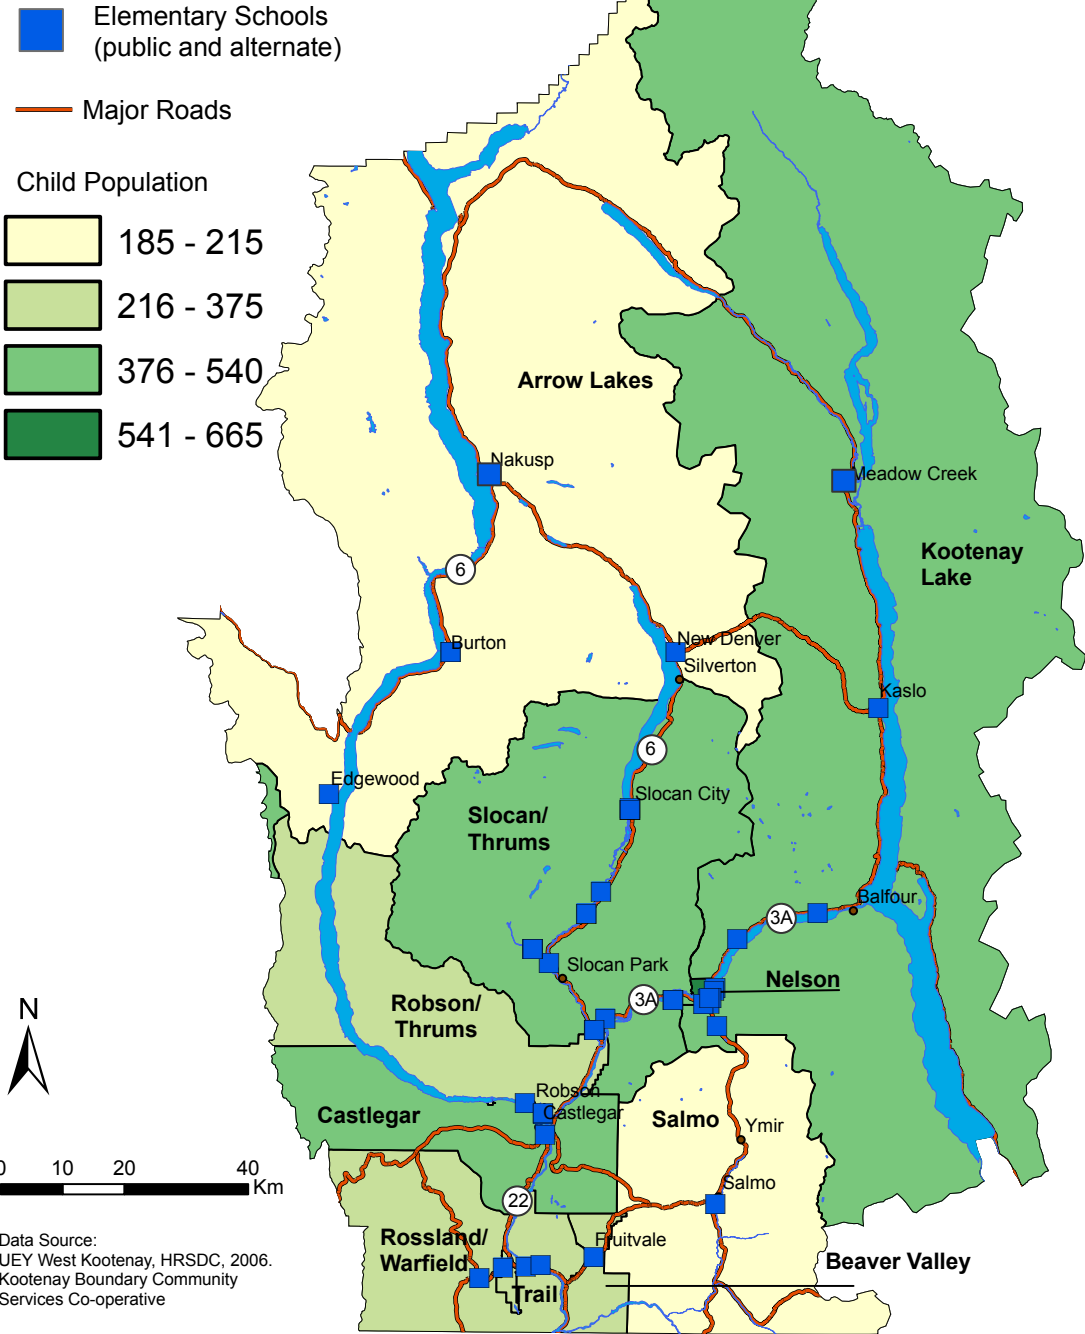 Elementary Schools
(public and alternate)
Major Roads
Child Population
185 - 215
216 - 375
376 - 540
541 - 665
Arrow Lakes
Nakusp
Meadow Creek
Kootenay
Lake
6
Burton
New Denver
Silverton
Kaslo
6
Edgewood
Slocan City
Slocan/
Thrums
Balfour
3A
Slocan Park
Nelson
3A
Robson/
Thrums
N
Robson
Castlegar
Castlegar
Salmo
Ymir
0 10 20 40
Km
Salmo
22
Rossland/
Warfield
Fruitvale
Beaver Valley
Trail
Data Source:
UEY West Kootenay, HRSDC, 2006.
Kootenay Boundary Community
Services Co-operative